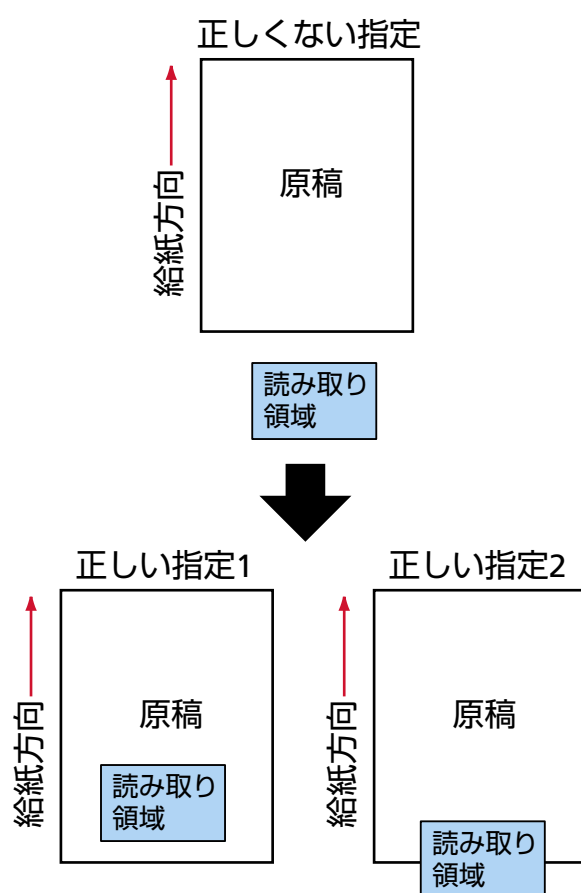 正しくない指定
給紙方向
原稿
読み取り
領域
正しい指定1
給紙方向
原稿
読み取り
領域
正しい指定2
給紙方向
原稿
読み取り
領域